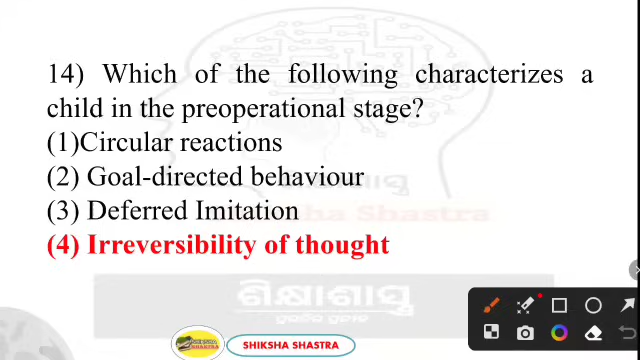 14) Which of the following characterizes a
child in the preoperational stage?
(1)Circular reactions
(2) Goal-directed behaviour
(3) Deferred Imitation
(4) Irreversibility of thought
ଶିକ୍ଷାଶାସ୍ତ୍ର
SHIKSHA SHASTRA